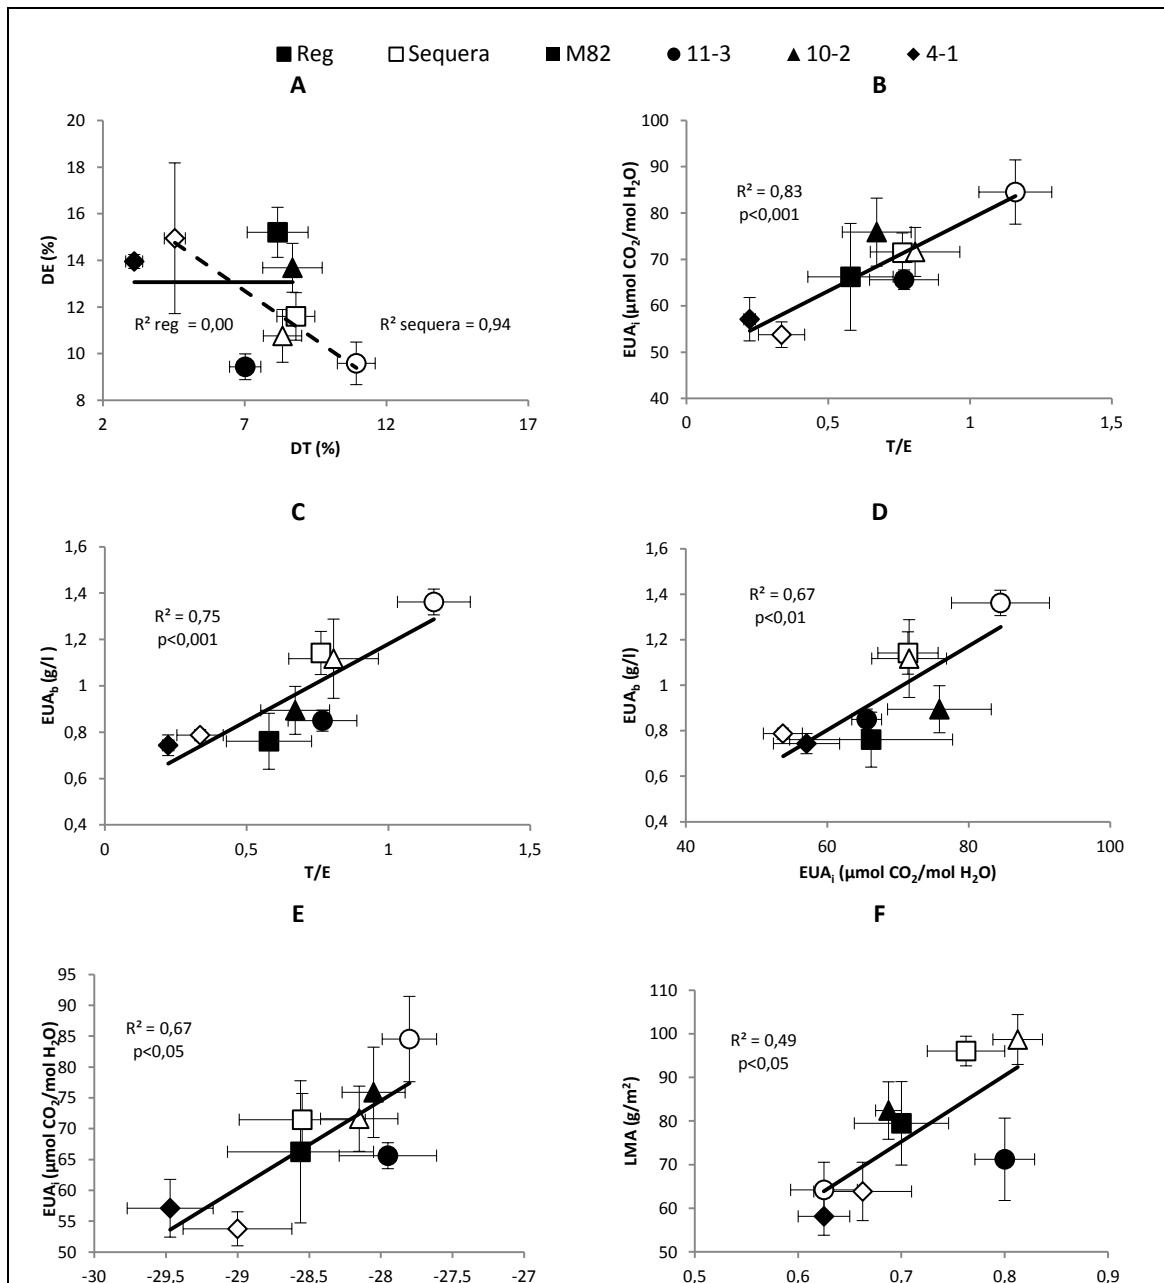 Reg Sequera M82 11-3 10-2 4-1
A
20
18
16
14
12
10
8
DE (%)
R² reg = 0,00
R² sequera = 0,94
2 7 12 17
DT (%)
B
100
90
80
70
60
50
40
EUAi (µmol CO2/mol H2O)
R² = 0,83
p<0,001
0 0,5 1 1,5
T/E
C
1,6
1,4
1,2
1
0,8
0,6
0,4
EUAb (g/l)
R² = 0,75
p<0,001
0 0,5 1 1,5
T/E
D
1,6
1,4
1,2
1
0,8
0,6
0,4
EUAb (g/l)
R² = 0,67
p<0,01
40 60 80 100
EUAi (µmol CO2/mol H2O)
E
95
90
85
80
75
70
65
60
55
50
EUAi (µmol CO2/mol H2O)
R² = 0,67
p<0,05
-30 -29,5 -29 -28,5 -28 -27,5 -27
F
110
100
90
80
70
60
50
LMA (g/m²)
R² = 0,49
p<0,05
0,5 0,6 0,7 0,8 0,9